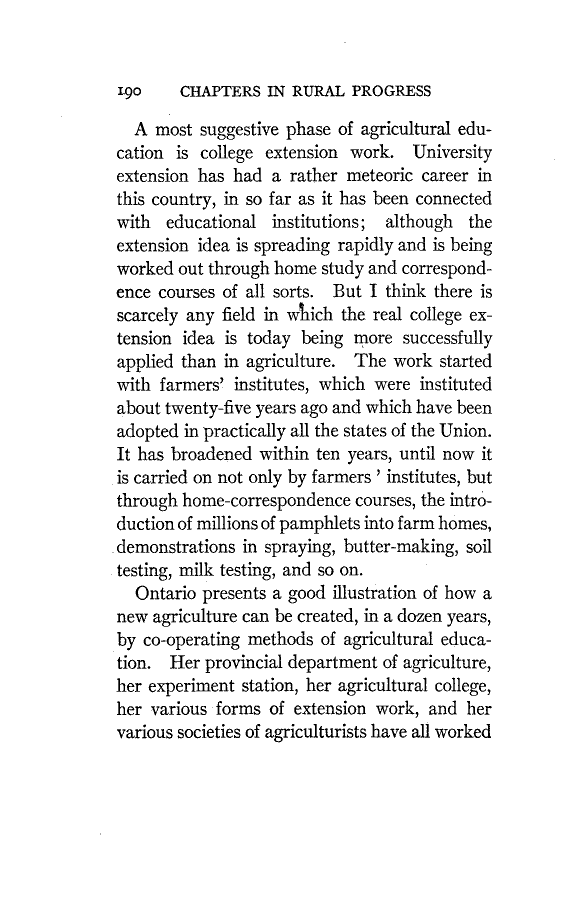 190 CHAPTERS IN RURAL PROGRESS
A most suggestive phase of agricultural edu-
cation is college extension work. University
extension has had a rather meteoric career in
this country, in so far as it has been connected
with educational institutions; although the
extension idea is spreading rapidly and is being
worked out through home study and correspond-
ence courses of all sorts. But I think there is
scarcely any field in which the real college ex-
tension idea is today being more successfully
applied than in agriculture. The work started
with farmers' institutes, which were instituted
about twenty-five years ago and which have been
adopted in practically all the states of the Union.
It has broadened within ten years, until now it
is carried on not only by farmers ' institutes, but
through home-correspondence courses, the intro-
duction of millions of pamphlets into farm homes,
demonstrations in spraying, butter-making, soil
testing, milk testing, and so on.
Ontario presents a good illustration of how a
new agriculture can be created, in a dozen years,
by co-operating methods of agricultural educa-
tion. Her provincial department of agriculture,
her experiment station, her agricultural college,
her various forms of extension work, and her
various societies of agriculturists have all worked